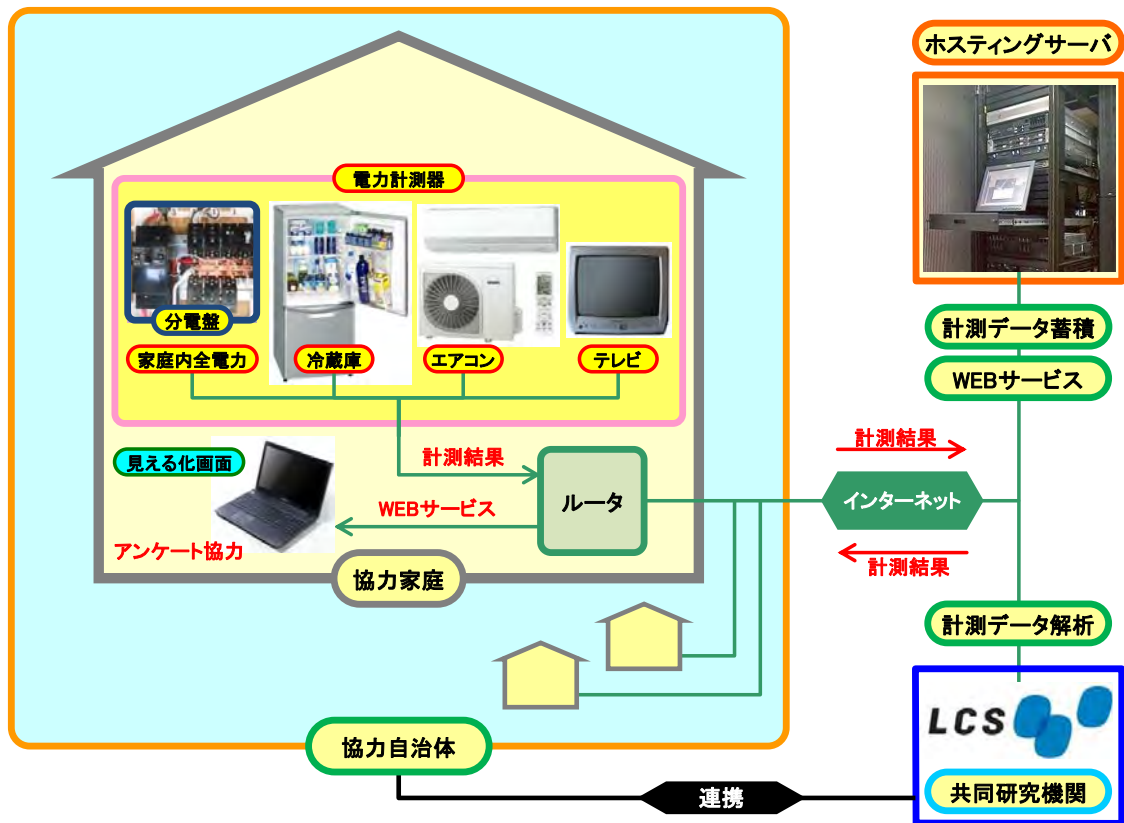 ホスティングサーバ
電力計測器
分電盤
家庭内全電力
冷蔵庫
エアコン
テレビ
計測データ蓄積
WEBサービス
見える化画面
計測結果
WEBサービス
ルータ
アンケート協力
協力家庭
計測結果
インターネット
計測結果
計測データ解析
LCS
共同研究機関
協力自治体
連携